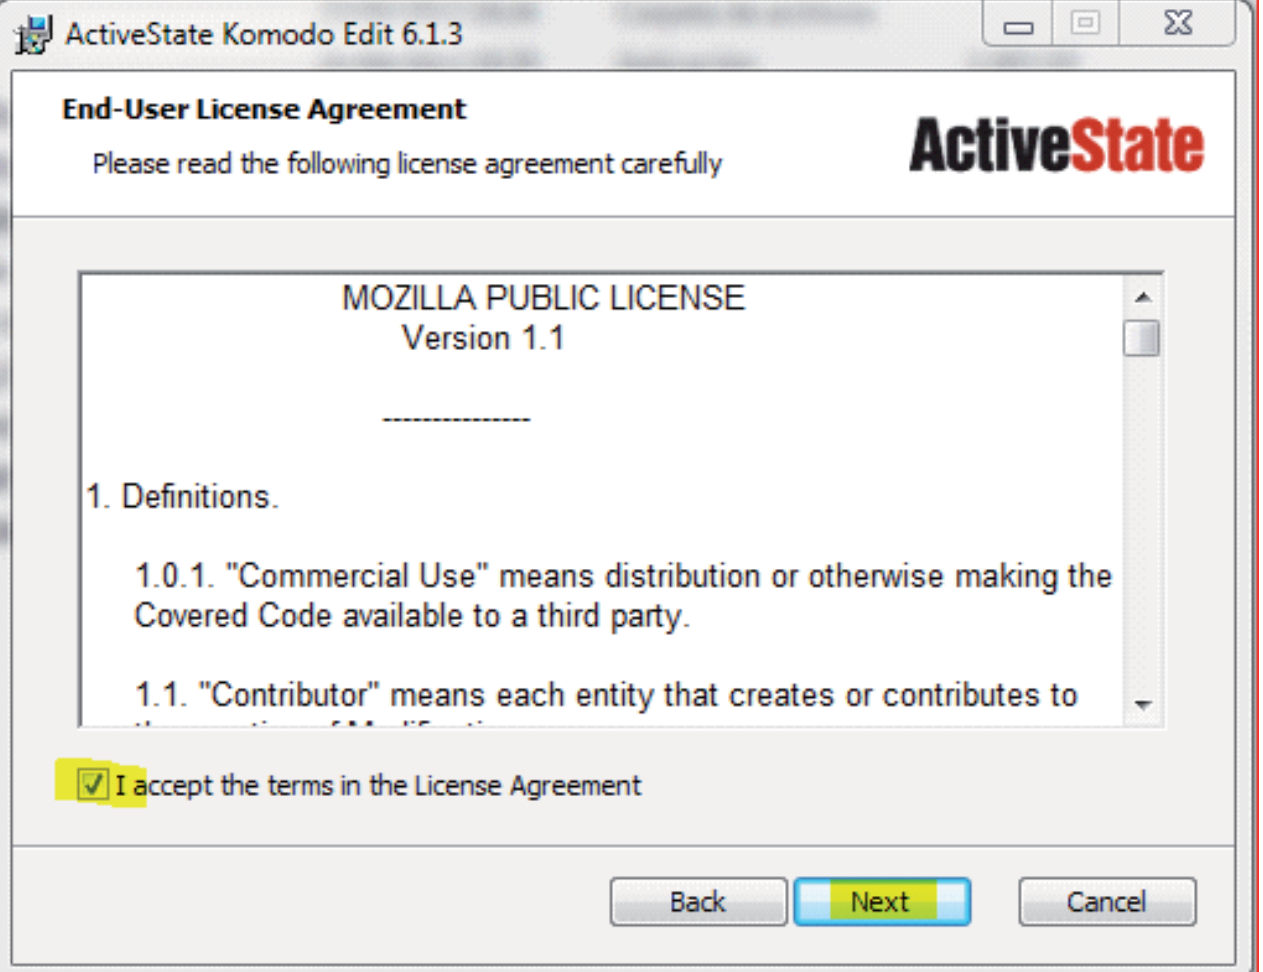 ActiveState Komodo Edit 6.1.3
End-User License Agreement
Please read the following license agreement carefully
ActiveState
MOZILLA PUBLIC LICENSE
Version 1.1
---------------
1. Definitions.
1.0.1. "Commercial Use" means distribution or otherwise making the
Covered Code available to a third party.
1.1. "Contributor" means each entity that creates or contributes to
I accept the terms in the License Agreement
Back
Next
Cancel